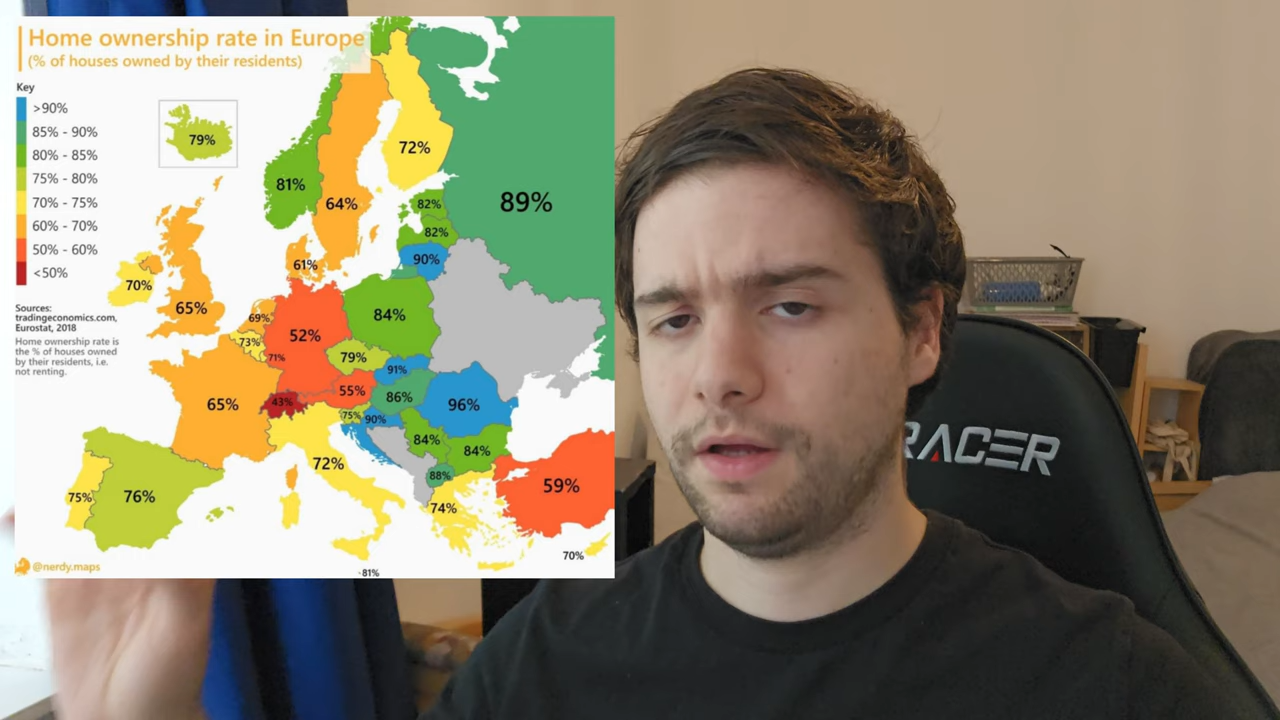 Home ownership rate in Europe
(% of houses owned by their residents)
Key
>90%
85% - 90%
80% - 85%
75% - 80%
70% - 75%
60% - 70%
50% - 60%
<50%
Sources:
tradingeconomics.com,
Eurostat, 2018
Home ownership rate is
the % of houses owned
by their residents, i.e.
not renting.
79%
72%
81%
64%
89%
82%
82%
90%
61%
70%
65%
69%
73%
71%
52%
84%
79%
91%
55%
86%
96%
43%
75%
90%
65%
84%
84%
88%
72%
74%
59%
75%
76%
70%
81%
@nerdy.maps
RACER